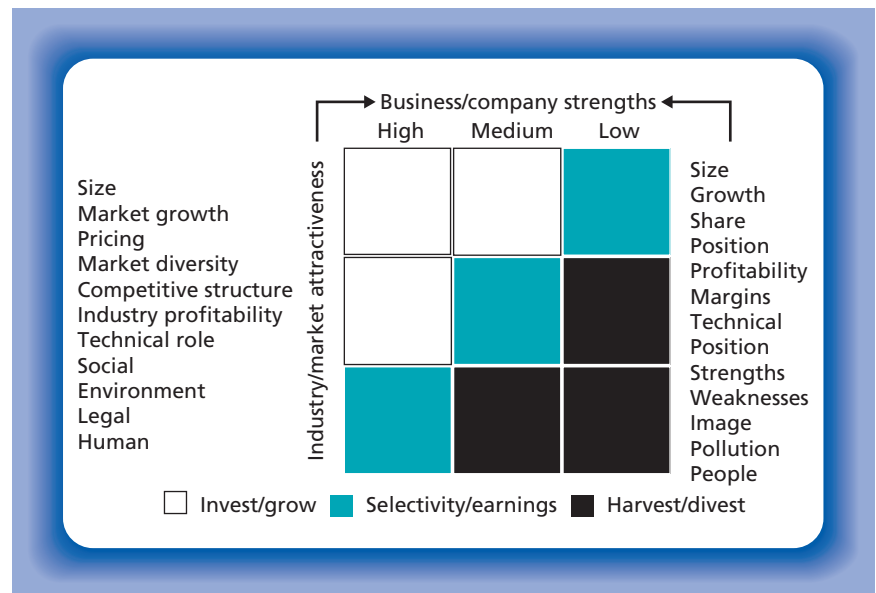 Business/company strengths
High Medium Low
Industry/market attractiveness
Size
Market growth
Pricing
Market diversity
Competitive structure
Industry profitability
Technical role
Social
Environment
Legal
Human
Size
Growth
Share
Position
Profitability
Margins
Technical
Position
Strengths
Weaknesses
Image
Pollution
People
Invest/grow Selectivity/earnings Harvest/divest